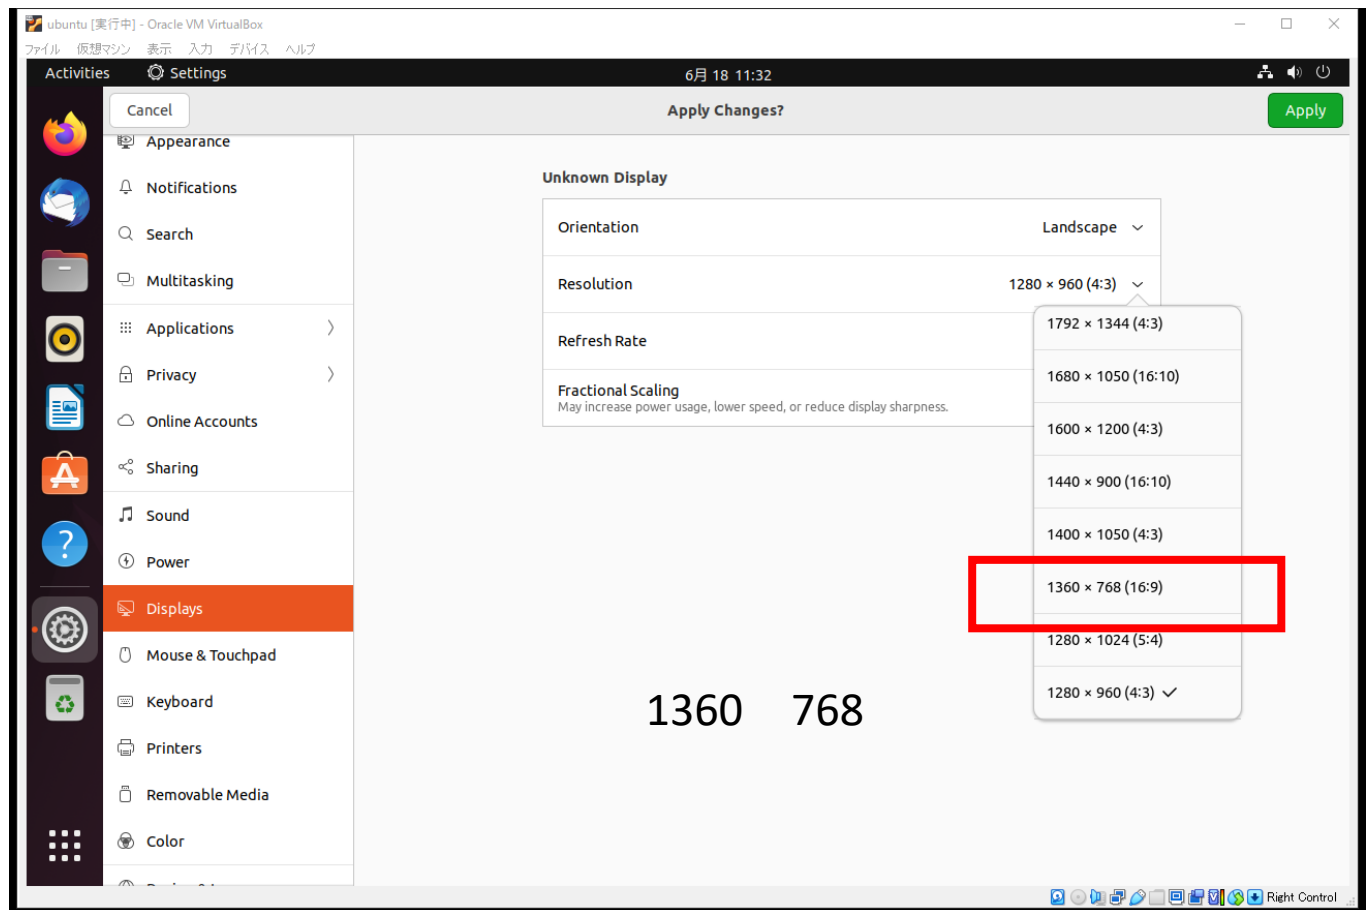 ubuntu [実行中] - Oracle VM VirtualBox
ファイル 仮想マシン 表示 入力 デバイス ヘルプ
Activities Settings 6月 18 11:32
Cancel Apply Changes? Apply
Appearance
Notifications
Search
Multitasking
Applications
Privacy
Online Accounts
Sharing
Sound
Power
Displays
Mouse & Touchpad
Keyboard
Printers
Removable Media
Color
Unknown Display
Orientation Landscape
Resolution 1280 × 960 (4:3)
Refresh Rate
Fractional Scaling
May increase power usage, lower speed, or reduce display sharpness.
1792 × 1344 (4:3)
1680 × 1050 (16:10)
1600 × 1200 (4:3)
1440 × 900 (16:10)
1400 × 1050 (4:3)
1360 × 768 (16:9)
1280 × 1024 (5:4)
1280 × 960 (4:3)
1360 768
Right Control